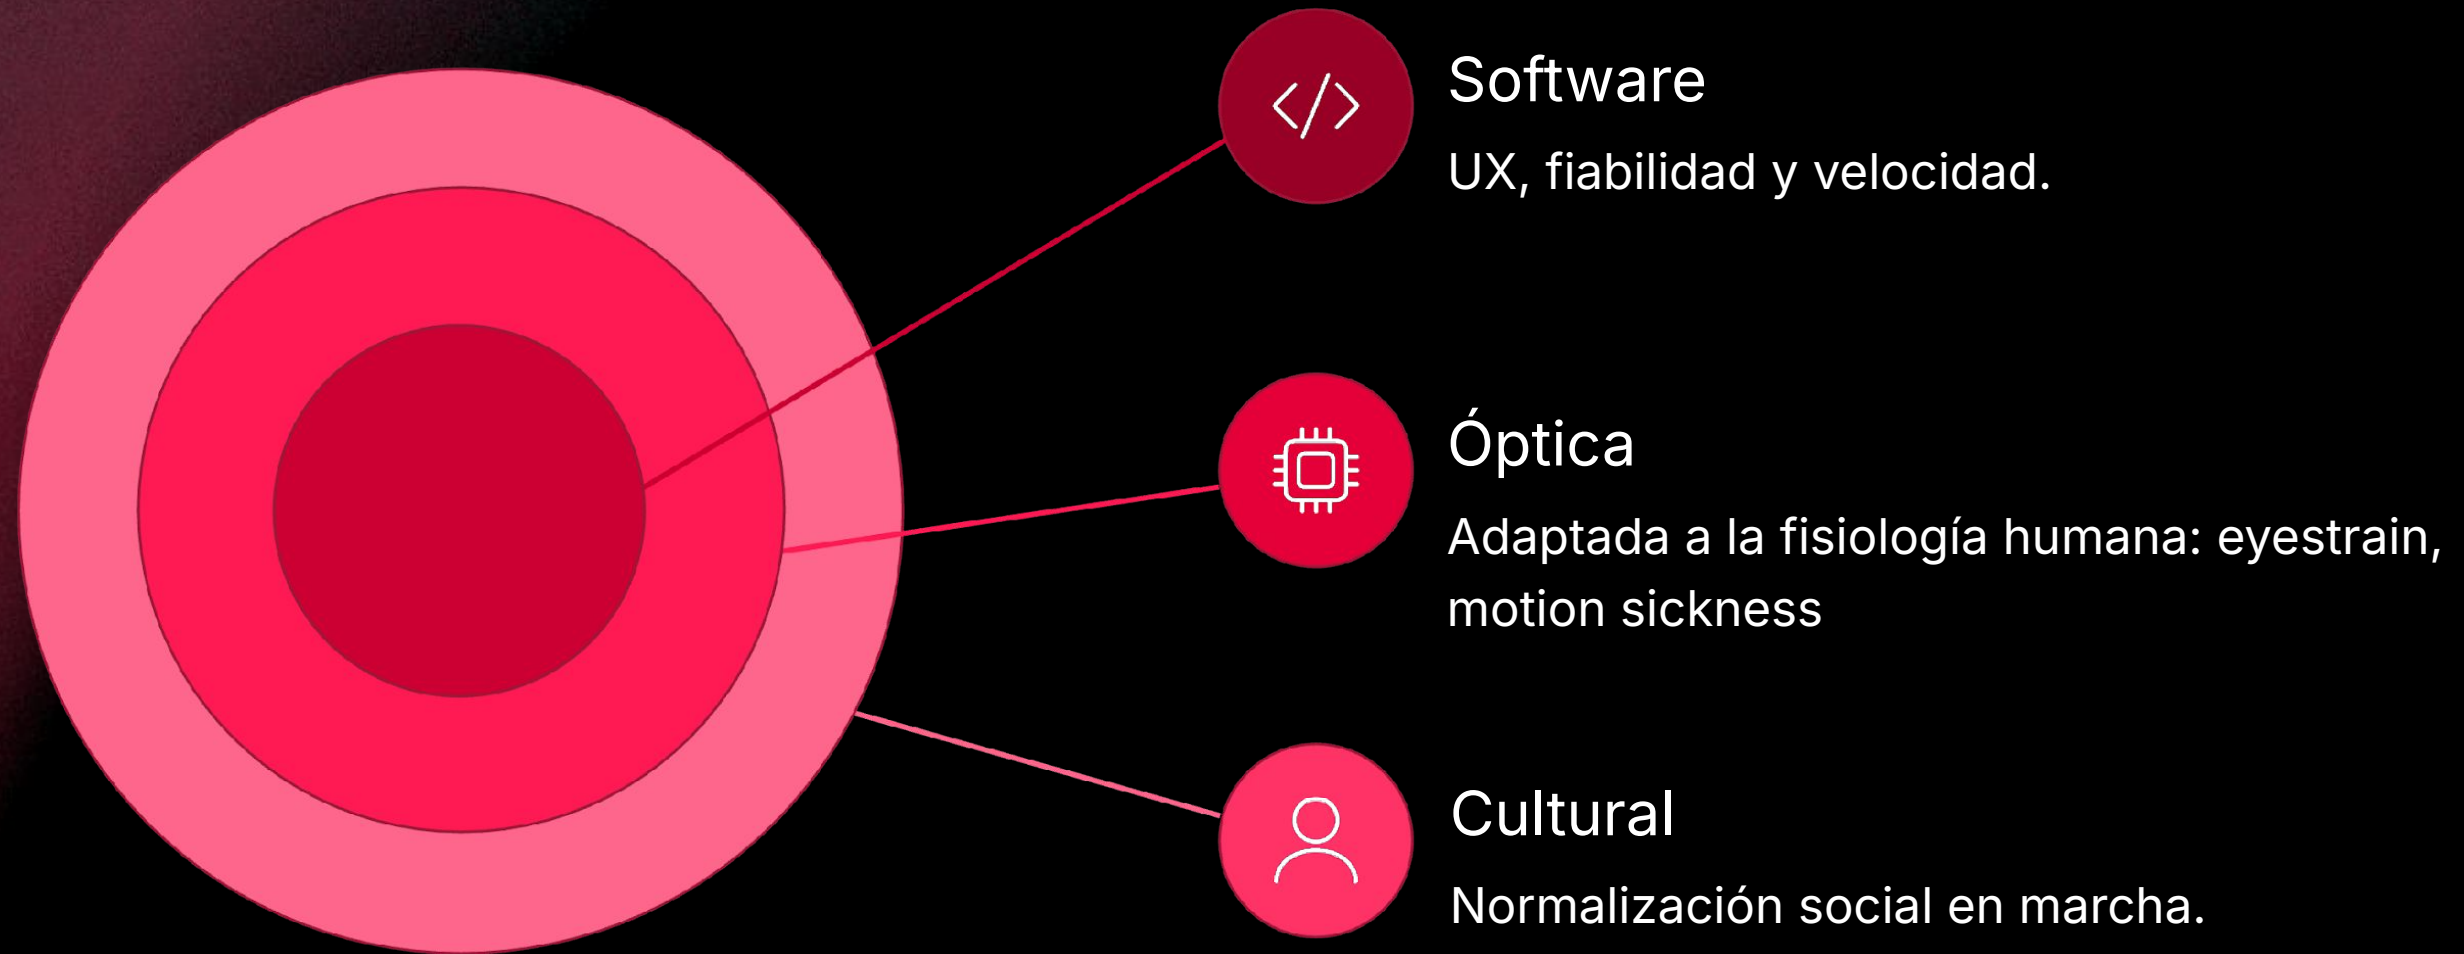 Software
UX, fiabilidad y velocidad.
Óptica
Adaptada a la fisiología humana: eyestrain,
motion sickness
Cultural
Normalización social en marcha.